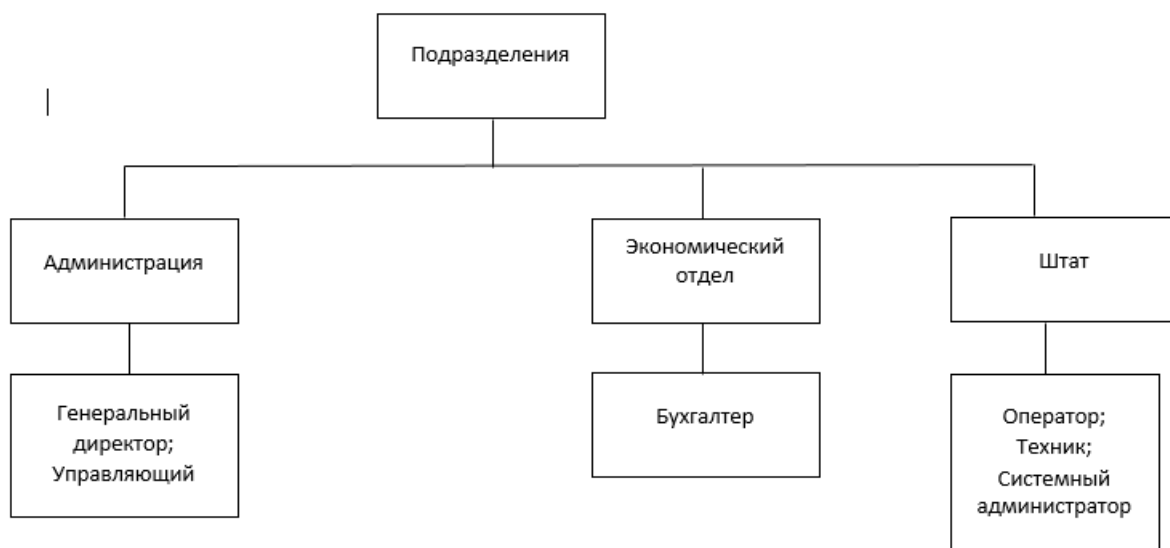 Подразделения
Администрация
Экономический
отдел
Штат
Генеральный
директор;
Управляющий
Бухгалтер
Оператор;
Техник;
Системный
администратор